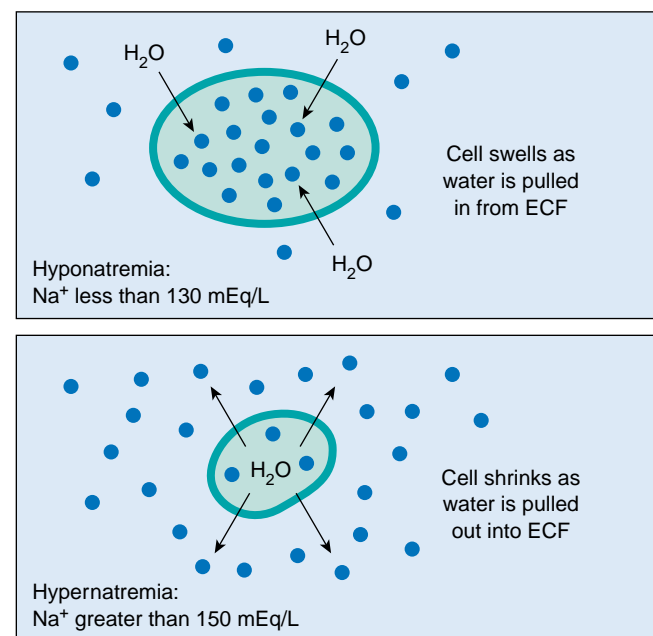 H₂O
H₂O
Cell swells as
water is pulled
in from ECF
H₂O
Hyponatremia:
Na⁺ less than 130 mEq/L
H₂O
Cell shrinks as
water is pulled
out into ECF
Hypernatremia:
Na⁺ greater than 150 mEq/L